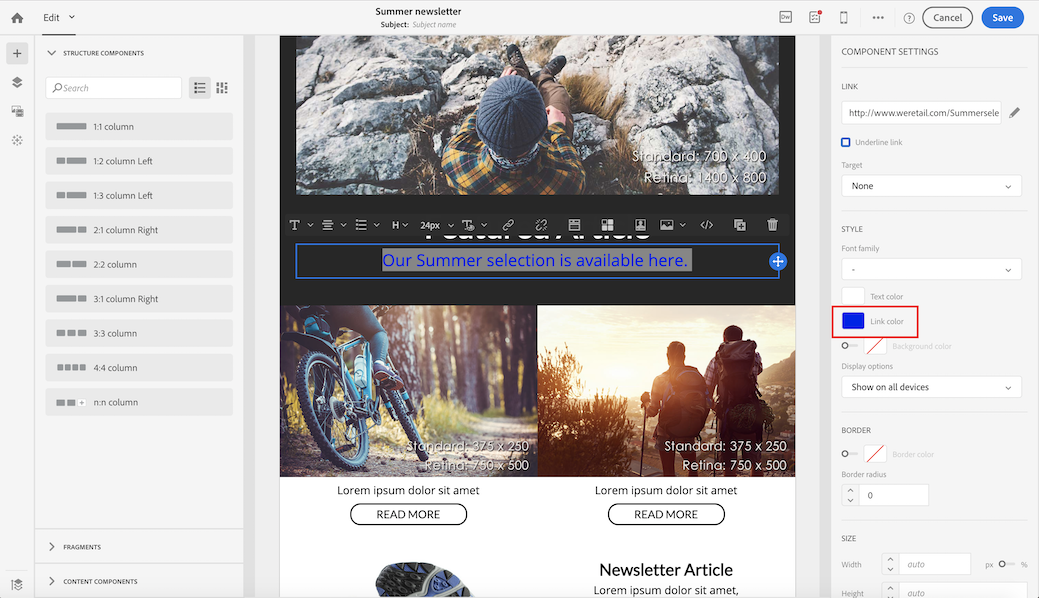 Edit
Summer newsletter
Subject: Subject name
Dw
Cancel
Save
STRUCTURE COMPONENTS
Search
1:1 column
1:2 column Left
1:3 column Left
2:1 column Right
2:2 column
3:1 column Right
3:3 column
4:4 column
n:n column
FRAGMENTS
CONTENT COMPONENTS
Standard: 700 x 400
Retina: 1400 x 800
H
24px
Featured Article
Our Summer selection is available here.
Standard: 375 x 250
Retina: 750 x 500
Standard: 375 x 250
Retina: 750 x 500
Lorem ipsum dolor sit amet
READ MORE
Lorem ipsum dolor sit amet
READ MORE
Newsletter Article
Lorem ipsum dolor sit amet,
COMPONENT SETTINGS
LINK
http://www.weretail.com/Summersele
Underline link
Target
None
STYLE
Font family
-
Text color
Link color
Background color
Display options
Show on all devices
BORDER
Border color
Border radius
0
SIZE
Width
auto
px
%
Height
auto